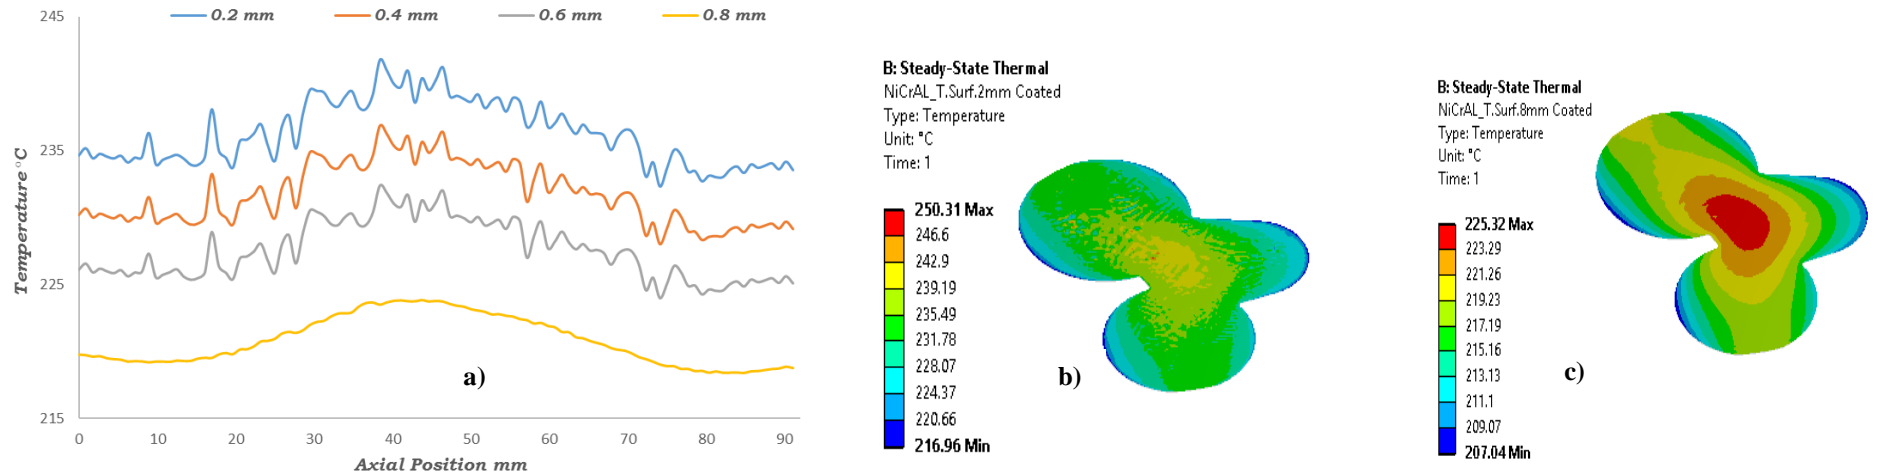 0.2 mm 0.4 mm 0.6 mm 0.8 mm
245
235
225
215
Temperature °C
0 10 20 30 40 50 60 70 80 90
Axial Position mm
a)
B: Steady-State Thermal
NiCrAL_T.Surf.2mm Coated
Type: Temperature
Unit: °C
Time: 1
250.31 Max
246.6
242.9
239.19
235.49
231.78
228.07
224.37
220.66
216.96 Min
b)
B: Steady-State Thermal
NiCrAL_T.Surf.8mm Coated
Type: Temperature
Unit: °C
Time: 1
225.32 Max
223.29
221.26
219.23
217.19
215.16
213.13
211.1
209.07
207.04 Min
c)